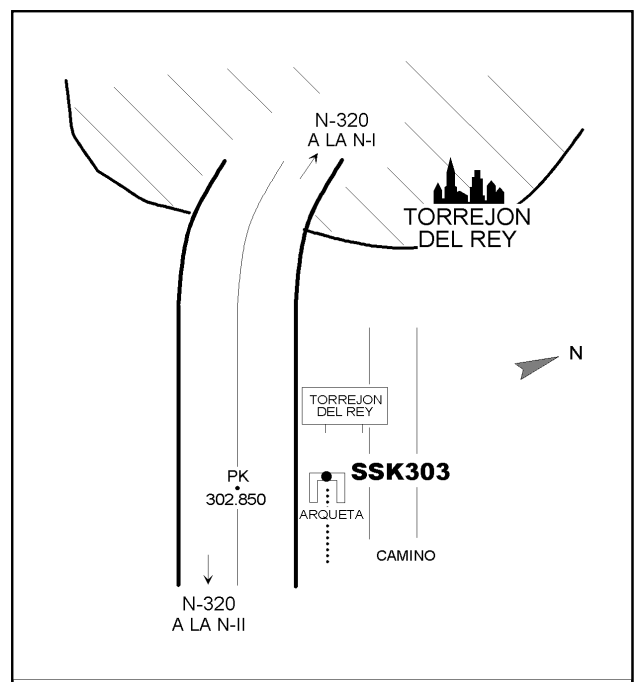 N-320
A LA N-I
TORREJON
DEL REY
N
TORREJON
DEL REY
SSK303
PK
302.850
ARQUETA
CAMINO
N-320
A LA N-II